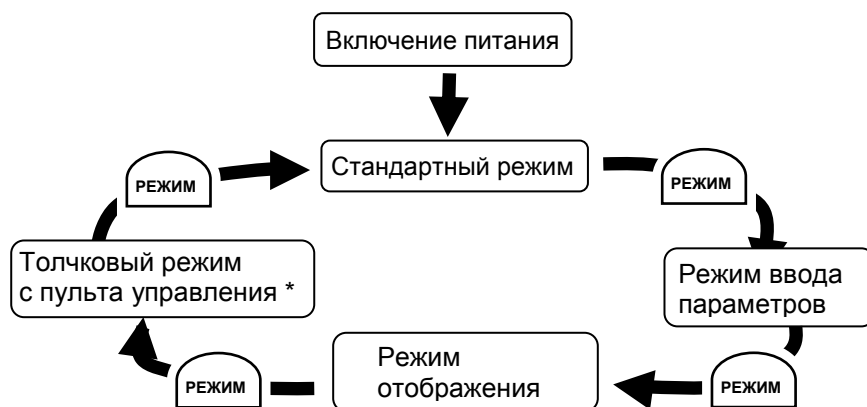 Включение питания
Стандартный режим
РЕЖИМ
РЕЖИМ
Толчковый режим
с пульта управления *
Режим ввода
параметров
Режим
отображения
РЕЖИМ
РЕЖИМ